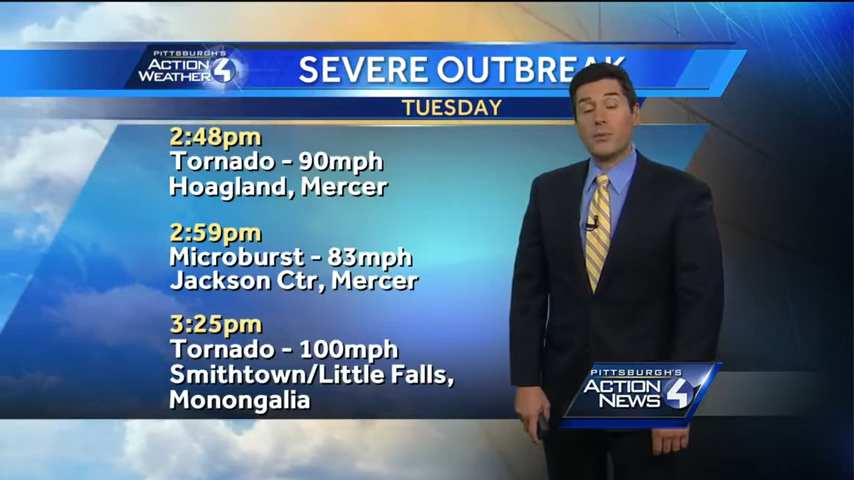 PITTSBURGH'S
ACTION
WEATHER 4
SEVERE OUTBREAK
TUESDAY
2:48pm
Tornado - 90mph
Hoagland, Mercer
2:59pm
Microburst - 83mph
Jackson Ctr, Mercer
3:25pm
Tornado - 100mph
Smithtown/Little Falls,
Monongalia
PITTSBURGH'S
ACTION
NEWS 4